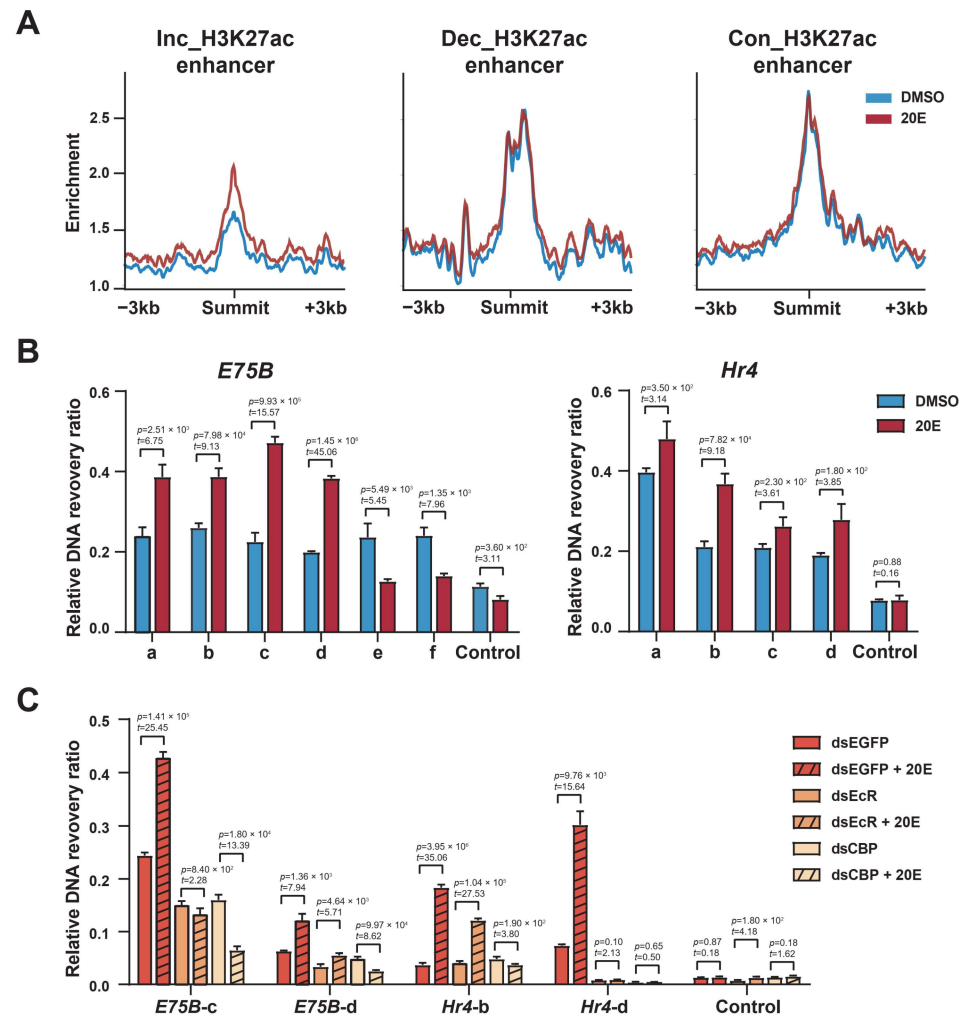 A
Inc_H3K27ac
enhancer
Dec_H3K27ac
enhancer
Con_H3K27ac
enhancer
DMSO
20E
Enrichment
2.5
2.0
1.5
1.0
−3kb Summit +3kb
−3kb Summit +3kb
−3kb Summit +3kb
B
E75B
Relative DNA revovery ratio
0.6
0.4
0.2
0.0
p=2.51 × 10³
t=6.75
p=7.98 × 10⁴
t=9.13
p=9.93 × 10⁵
t=15.57
p=1.45 × 10⁶
t=45.06
p=5.49 × 10³
t=5.45
p=1.35 × 10³
t=7.96
p=3.60 × 10²
t=3.11
a b c d e f Control
Hr4
DMSO
20E
Relative DNA revovery ratio
0.6
0.4
0.2
0.0
p=3.50 × 10²
t=3.14
p=7.82 × 10⁴
t=9.18
p=2.30 × 10²
t=3.61
p=1.80 × 10²
t=3.85
p=0.88
t=0.16
a b c d Control
C
Relative DNA revovery ratio
0.5
0.4
0.3
0.2
0.1
0.0
p=1.41 × 10⁵
t=25.45
p=8.40 × 10²
t=2.28
p=1.80 × 10⁴
t=13.39
p=1.36 × 10³
t=7.94
p=4.64 × 10³
t=5.71
p=9.97 × 10⁴
t=8.62
p=3.95 × 10⁶
t=35.06
p=1.04 × 10⁵
t=27.53
p=1.90 × 10²
t=3.80
p=9.76 × 10³
t=15.64
p=0.10
t=2.13
p=0.65
t=0.50
p=0.87
t=0.18
p=1.80 × 10²
t=4.18
p=0.18
t=1.62
E75B-c E75B-d Hr4-b Hr4-d Control
dsEGFP
dsEGFP + 20E
dsEcR
dsEcR + 20E
dsCBP
dsCBP + 20E